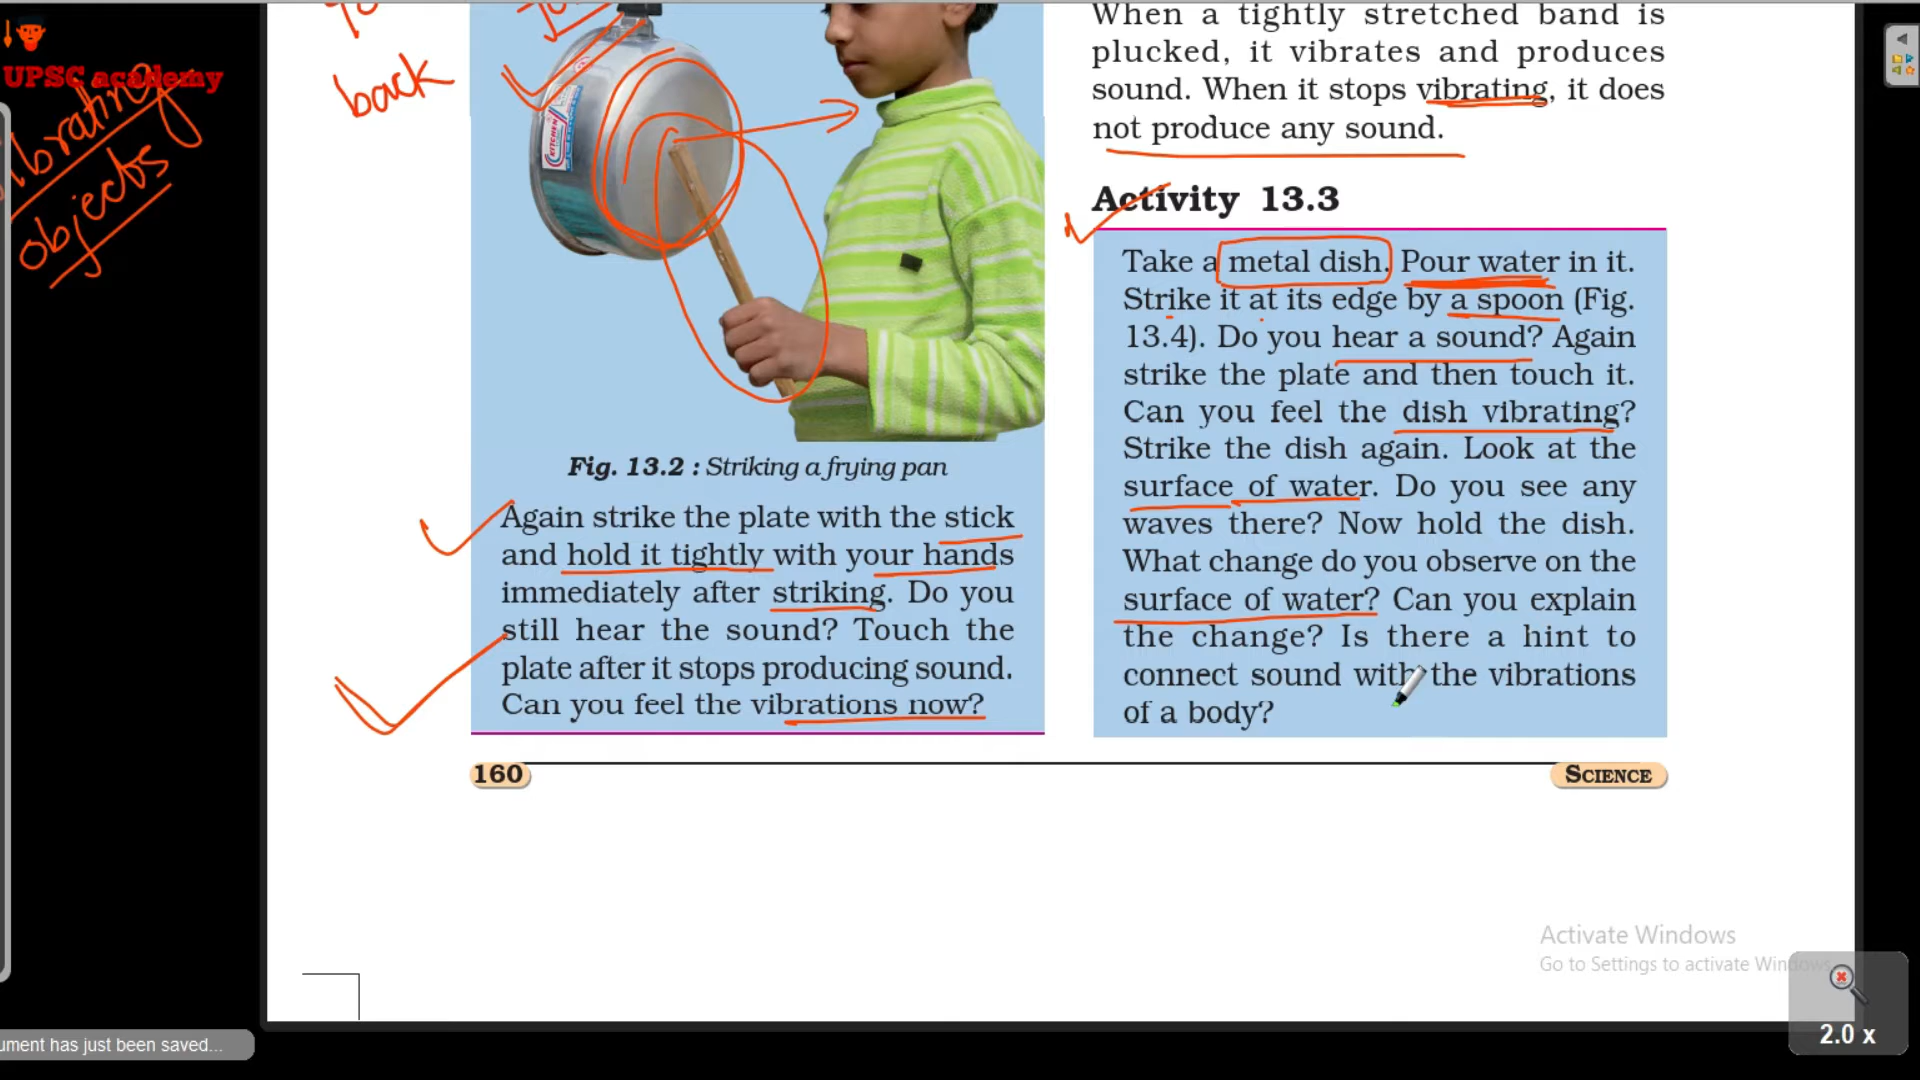 UPSC academy
vibrating
objects
back
KITCHEN
Fig. 13.2 : Striking a frying pan
Again strike the plate with the stick
and hold it tightly with your hands
immediately after striking. Do you
still hear the sound? Touch the
plate after it stops producing sound.
Can you feel the vibrations now?
160
When a tightly stretched band is
plucked, it vibrates and produces
sound. When it stops vibrating, it does
not produce any sound.
Activity 13.3
Take a metal dish. Pour water in it.
Strike it at its edge by a spoon (Fig.
13.4). Do you hear a sound? Again
strike the plate and then touch it.
Can you feel the dish vibrating?
Strike the dish again. Look at the
surface of water. Do you see any
waves there? Now hold the dish.
What change do you observe on the
surface of water? Can you explain
the change? Is there a hint to
connect sound with the vibrations
of a body?
SCIENCE
Activate Windows
Go to Settings to activate Windows.
2.0 x
ument has just been saved...